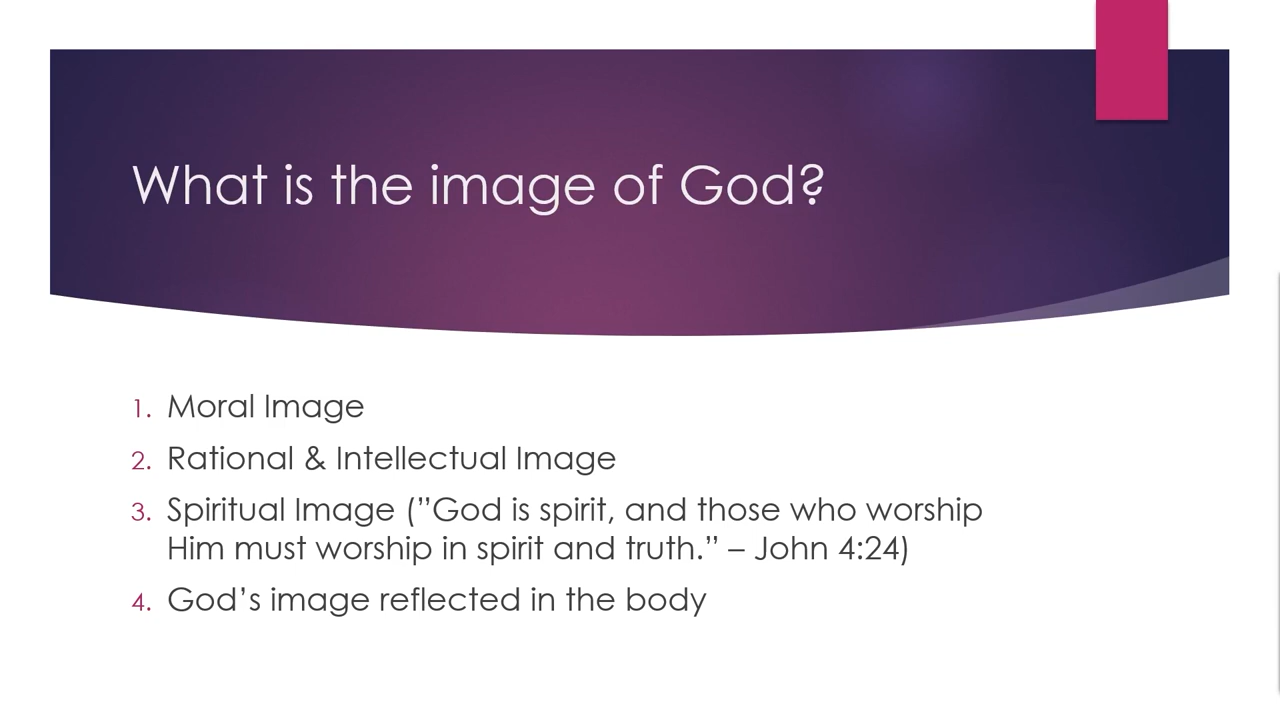 What is the image of God?
1. Moral Image
2. Rational & Intellectual Image
3. Spiritual Image (”God is spirit, and those who worship
Him must worship in spirit and truth.” – John 4:24)
4. God’s image reflected in the body